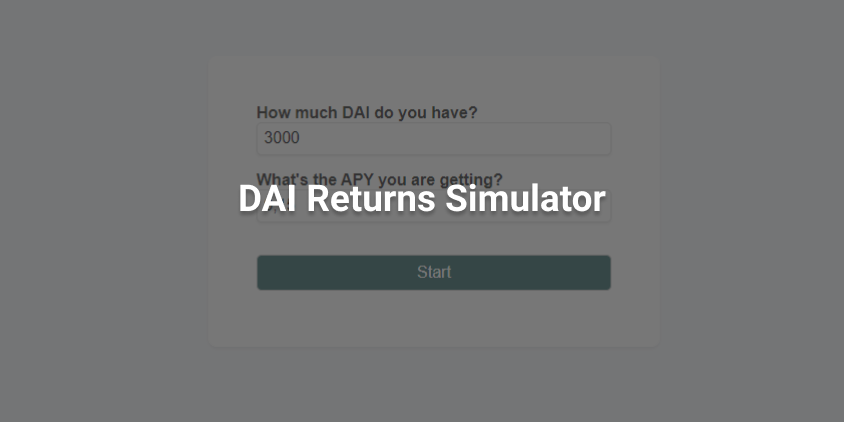 How much DAI do you have?
3000
What's the APY you are getting?
DAI Returns Simulator
Start